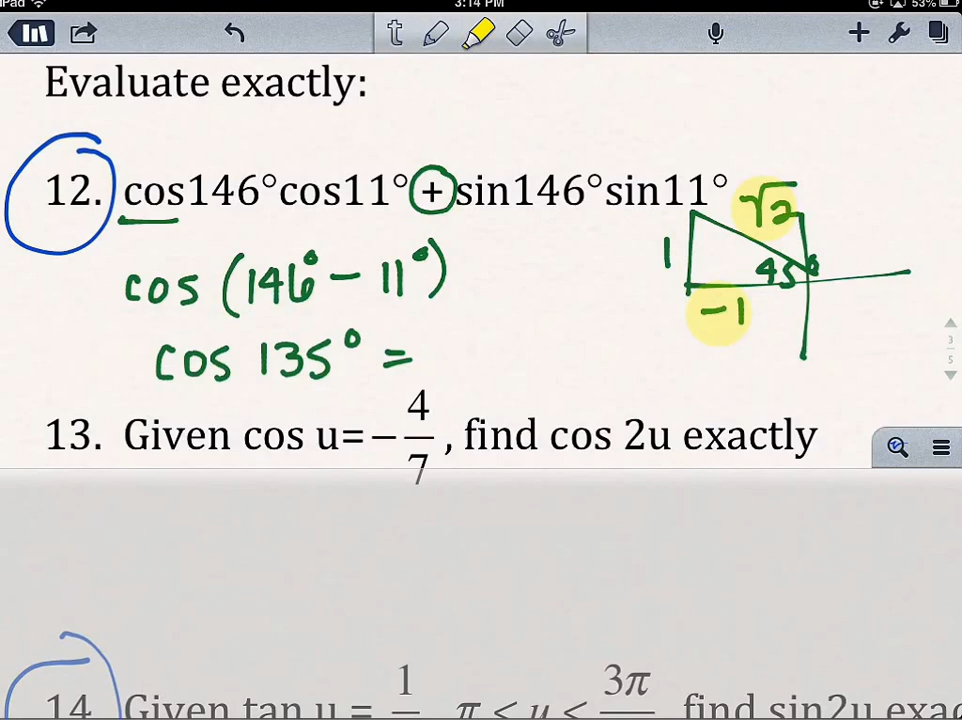 iPad 3:14 PM 53%
Evaluate exactly:
12. cos146°cos11° + sin146°sin11°
√2
1
45°
-1
cos (146° - 11°)
cos 135° =
3
5
13. Given cos u=-4/7, find cos 2u exactly
14. Given tan u = 1 π < u < 3π find sin2u exac